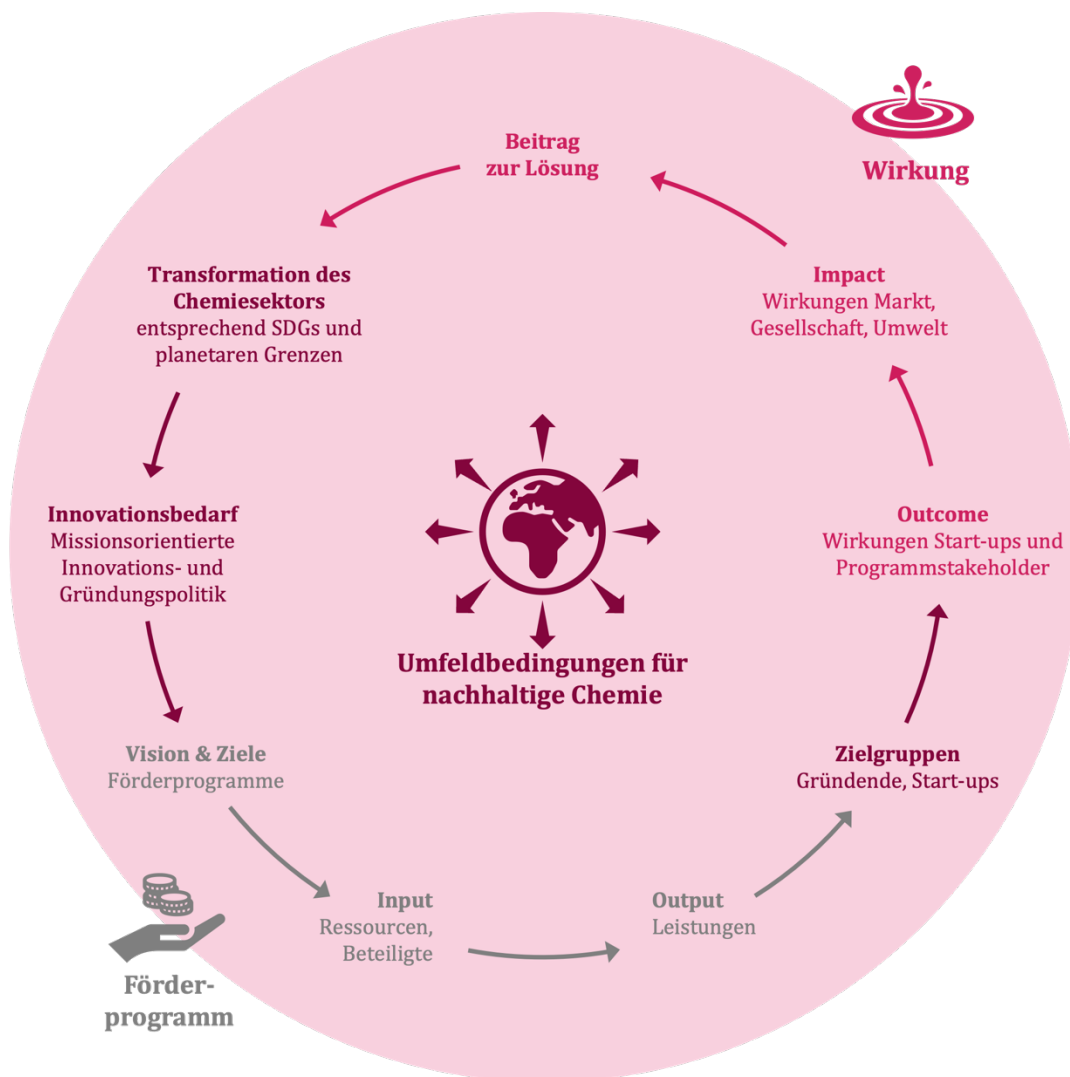 Beitrag
zur Lösung
Wirkung
Transformation des
Chemiesektors
entsprechend SDGs und
planetaren Grenzen
Impact
Wirkungen Markt,
Gesellschaft, Umwelt
Innovationsbedarf
Missionsorientierte
Innovations- und
Gründungspolitik
Outcome
Wirkungen Start-ups und
Programmstakeholder
Umfeldbedingungen für
nachhaltige Chemie
Vision & Ziele
Förderprogramme
Zielgruppen
Gründende, Start-ups
Input
Ressourcen,
Beteiligte
Output
Leistungen
Förder-
programm